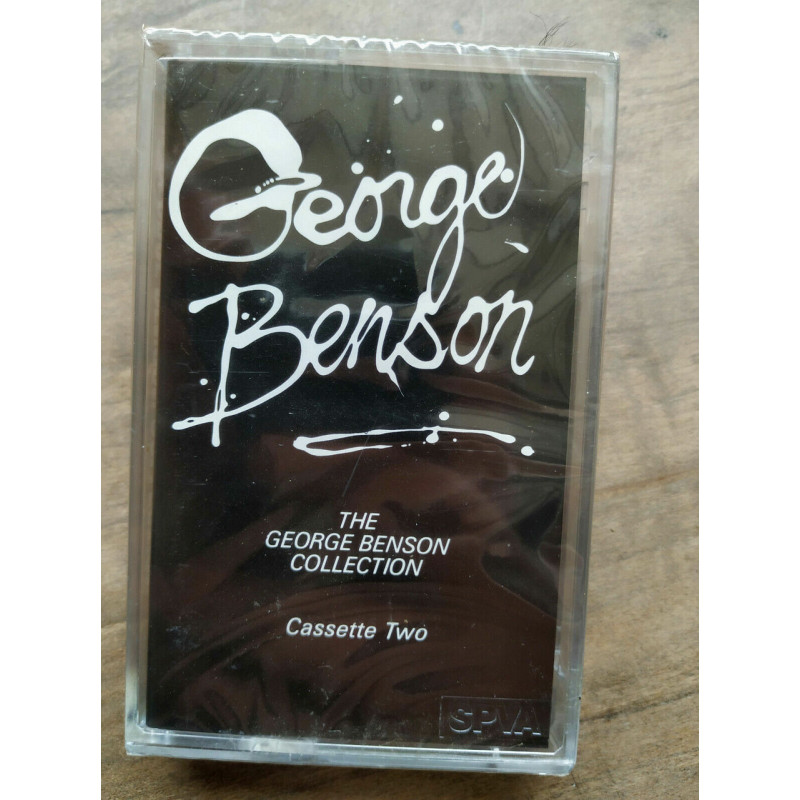 George
Benson
THE
GEORGE BENSON
COLLECTION
Cassette Two
SPVA